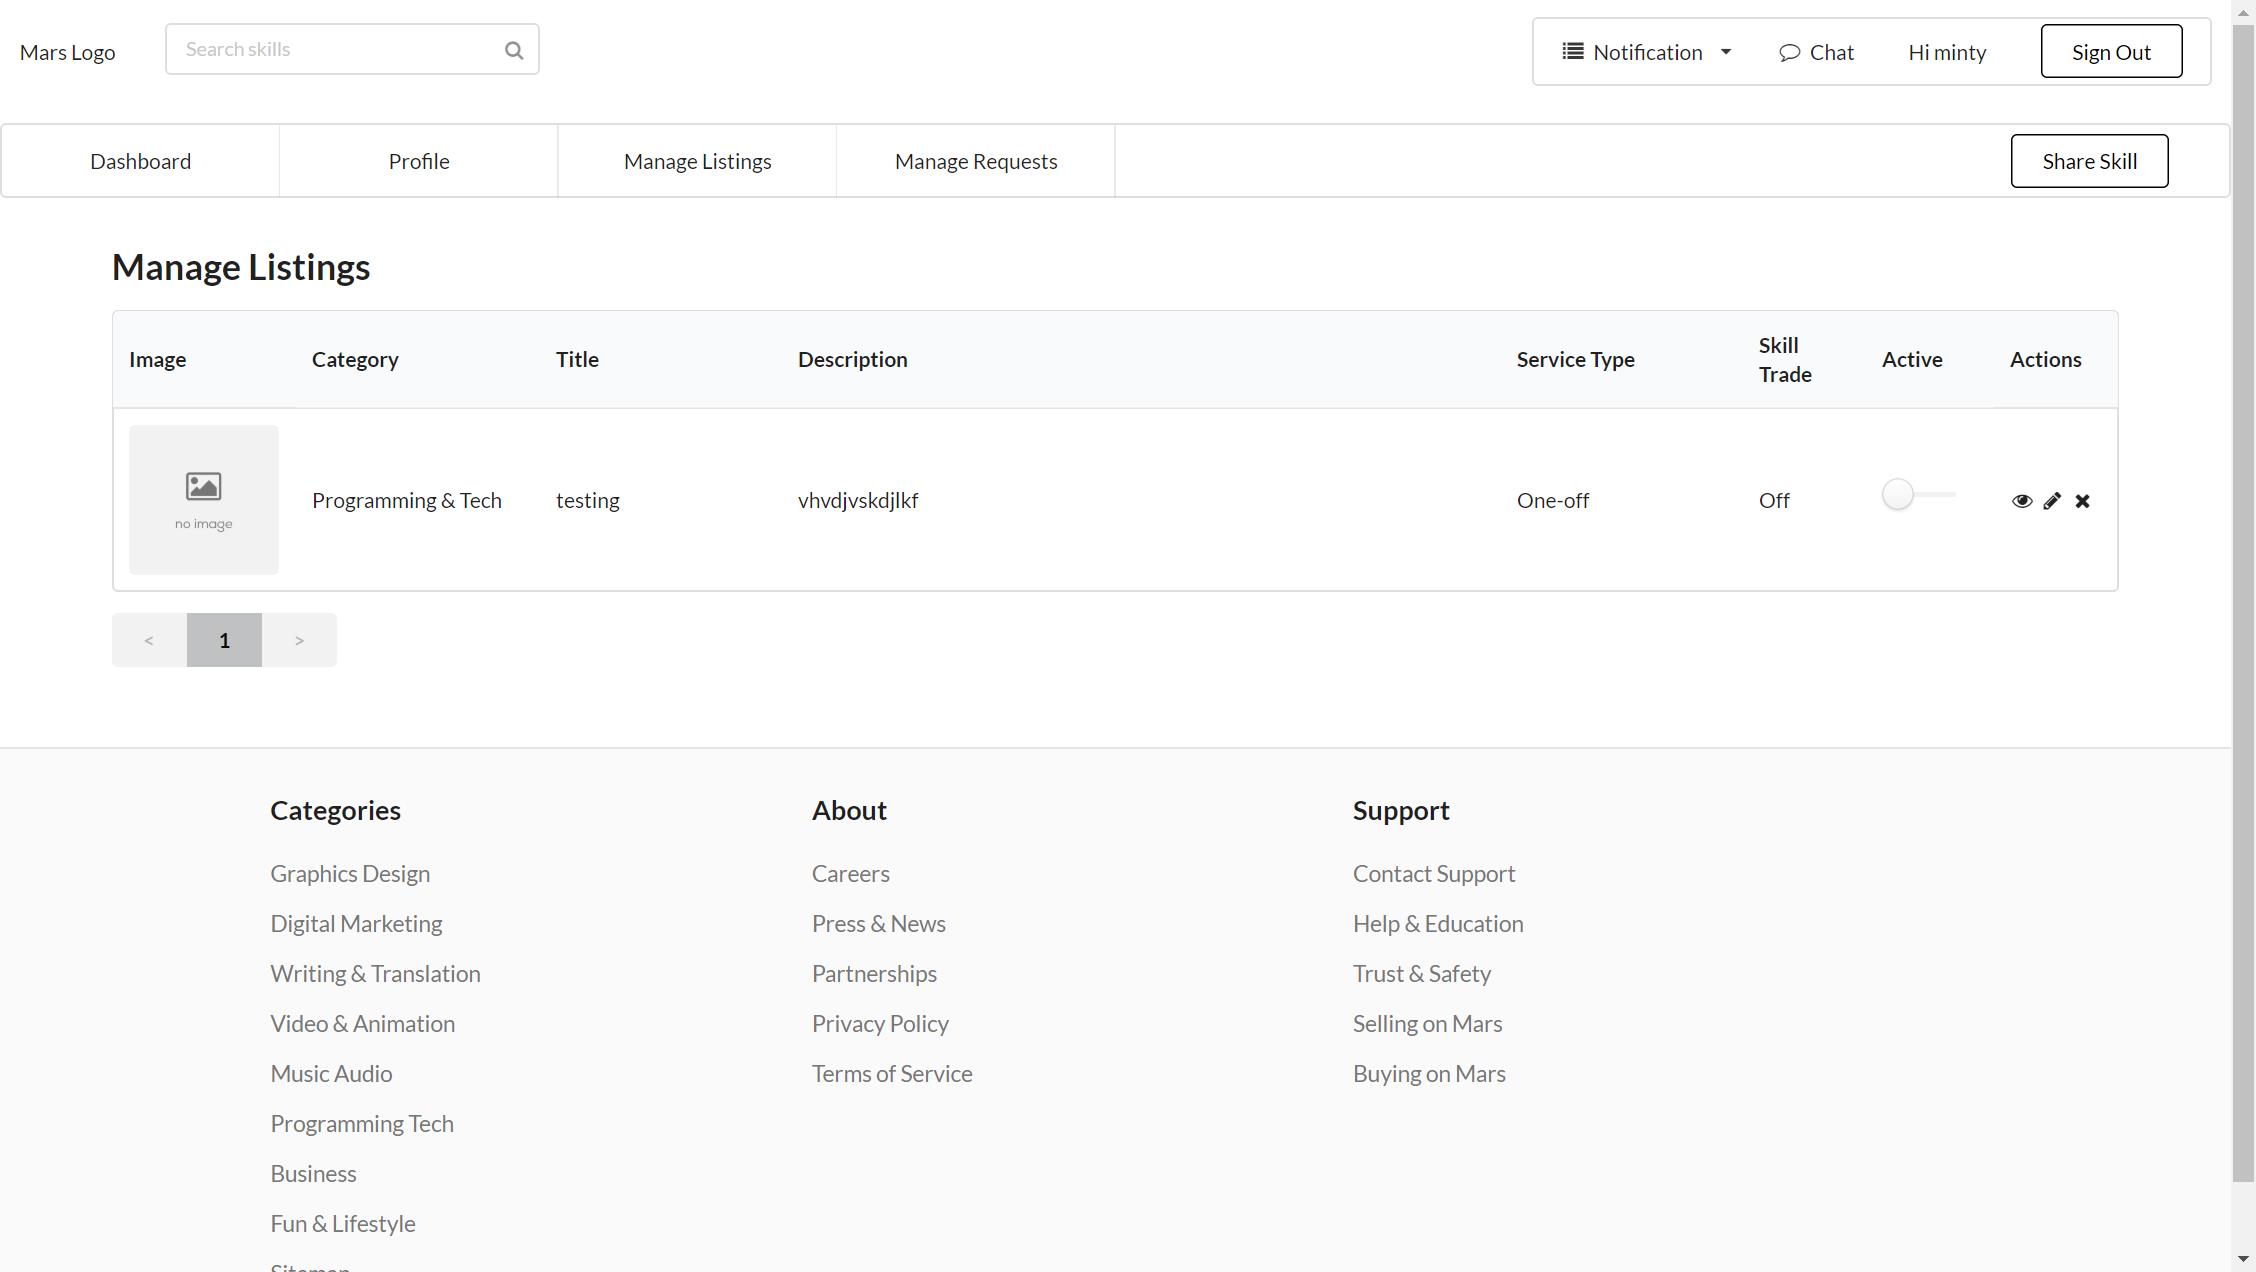 Mars Logo
Search skills
Notification
Chat
Hi minty
Sign Out
Dashboard
Profile
Manage Listings
Manage Requests
Share Skill
Manage Listings
Image
Category
Title
Description
Service Type
Skill
Trade
Active
Actions
no image
Programming & Tech
testing
vhvdjvskdjlkf
One-off
Off
<
1
>
Categories
Graphics Design
Digital Marketing
Writing & Translation
Video & Animation
Music Audio
Programming Tech
Business
Fun & Lifestyle
Sitemap
About
Careers
Press & News
Partnerships
Privacy Policy
Terms of Service
Support
Contact Support
Help & Education
Trust & Safety
Selling on Mars
Buying on Mars